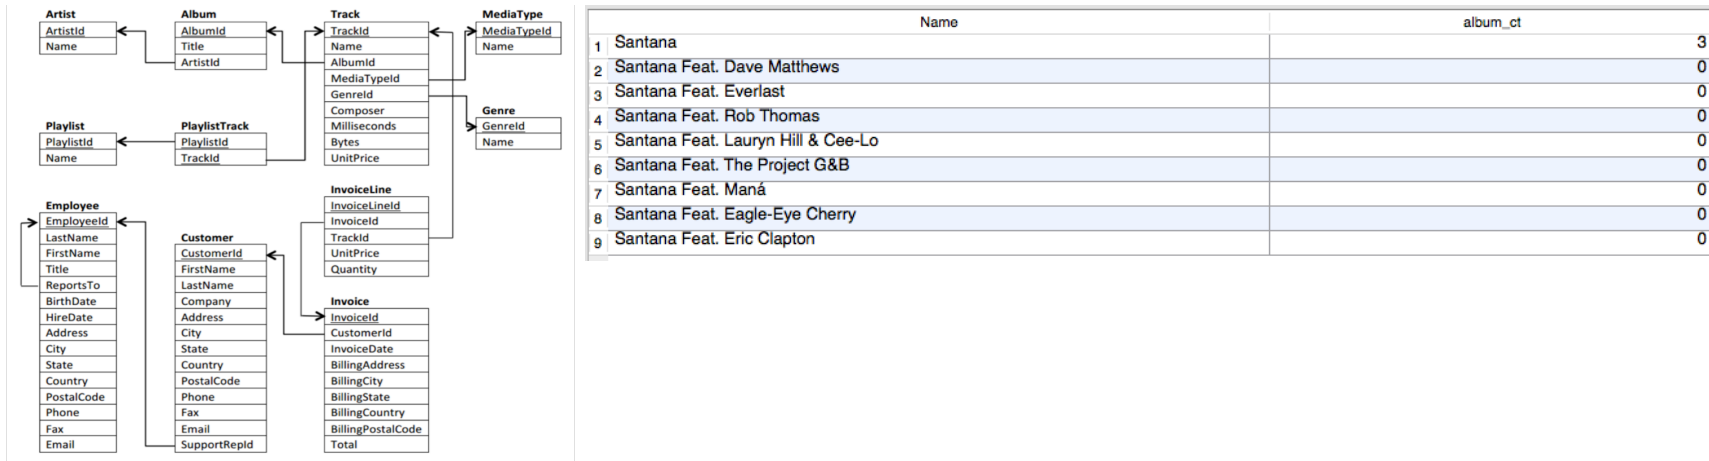 Artist
ArtistId
Name
Album
AlbumId
Title
ArtistId
Track
TrackId
Name
AlbumId
MediaTypeId
GenreId
Composer
Milliseconds
Bytes
UnitPrice
MediaType
MediaTypeId
Name
Genre
GenreId
Name
Playlist
PlaylistId
Name
PlaylistTrack
PlaylistId
TrackId
Employee
EmployeeId
LastName
FirstName
Title
ReportsTo
BirthDate
HireDate
Address
City
State
Country
PostalCode
Phone
Fax
Email
Customer
CustomerId
FirstName
LastName
Company
Address
City
State
Country
PostalCode
Phone
Fax
Email
SupportRepId
InvoiceLine
InvoiceLineId
InvoiceId
TrackId
UnitPrice
Quantity
Invoice
InvoiceId
CustomerId
InvoiceDate
BillingAddress
BillingCity
BillingState
BillingCountry
BillingPostalCode
Total
Name album_ct
1 Santana 3
2 Santana Feat. Dave Matthews 0
3 Santana Feat. Everlast 0
4 Santana Feat. Rob Thomas 0
5 Santana Feat. Lauryn Hill & Cee-Lo 0
6 Santana Feat. The Project G&B 0
7 Santana Feat. Maná 0
8 Santana Feat. Eagle-Eye Cherry 0
9 Santana Feat. Eric Clapton 0